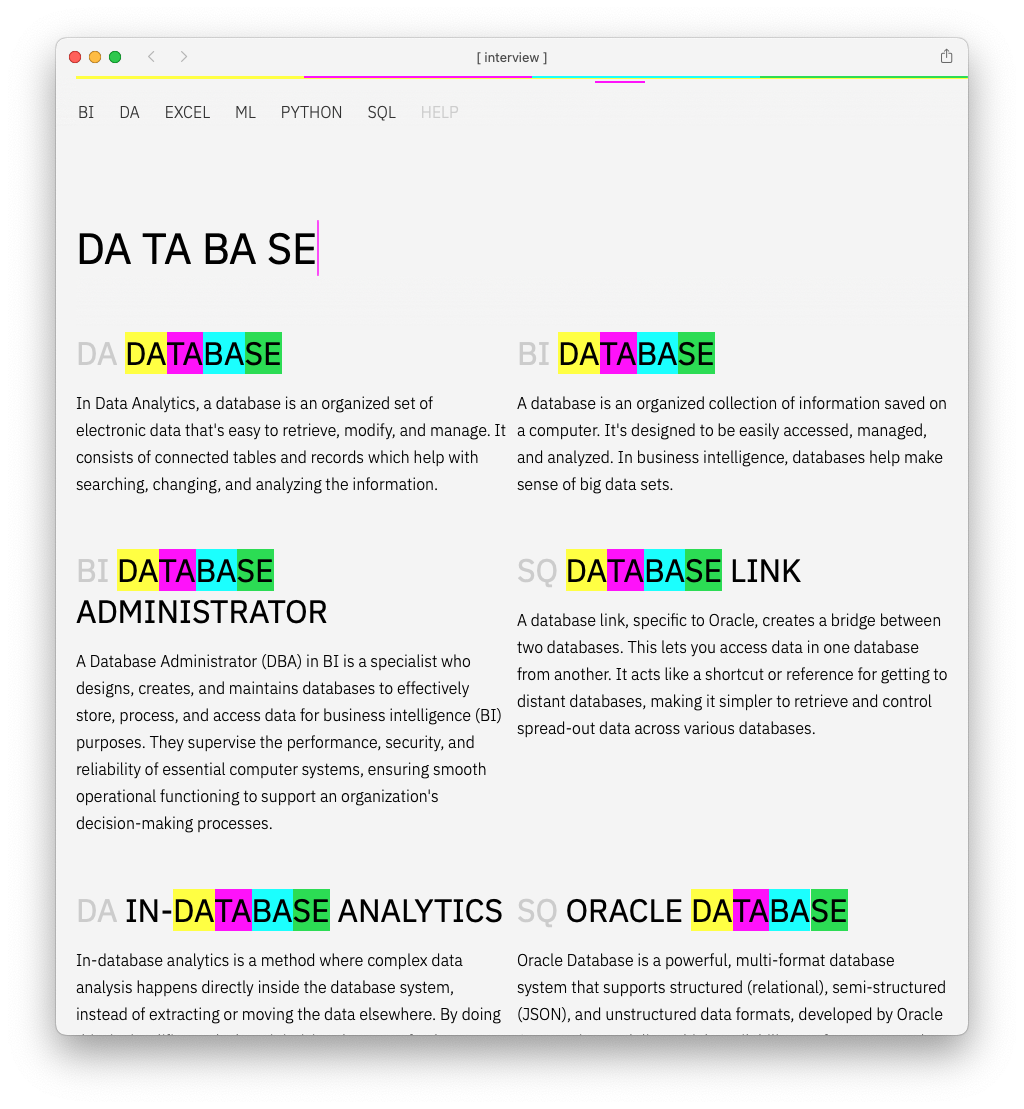 [ interview ]
BI DA EXCEL ML PYTHON SQL HELP
DA TA BA SE
DA DATABASE
In Data Analytics, a database is an organized set of
electronic data that's easy to retrieve, modify, and manage. It
consists of connected tables and records which help with
searching, changing, and analyzing the information.
BI DATABASE
A database is an organized collection of information saved on
a computer. It's designed to be easily accessed, managed,
and analyzed. In business intelligence, databases help make
sense of big data sets.
BI DATABASE
ADMINISTRATOR
A Database Administrator (DBA) in BI is a specialist who
designs, creates, and maintains databases to effectively
store, process, and access data for business intelligence (BI)
purposes. They supervise the performance, security, and
reliability of essential computer systems, ensuring smooth
operational functioning to support an organization's
decision-making processes.
SQ DATABASE LINK
A database link, specific to Oracle, creates a bridge between
two databases. This lets you access data in one database
from another. It acts like a shortcut or reference for getting to
distant databases, making it simpler to retrieve and control
spread-out data across various databases.
DA IN-DATABASE ANALYTICS
In-database analytics is a method where complex data
analysis happens directly inside the database system,
instead of extracting or moving the data elsewhere. By doing
SQ ORACLE DATABASE
Oracle Database is a powerful, multi-format database
system that supports structured (relational), semi-structured
(JSON), and unstructured data formats, developed by Oracle